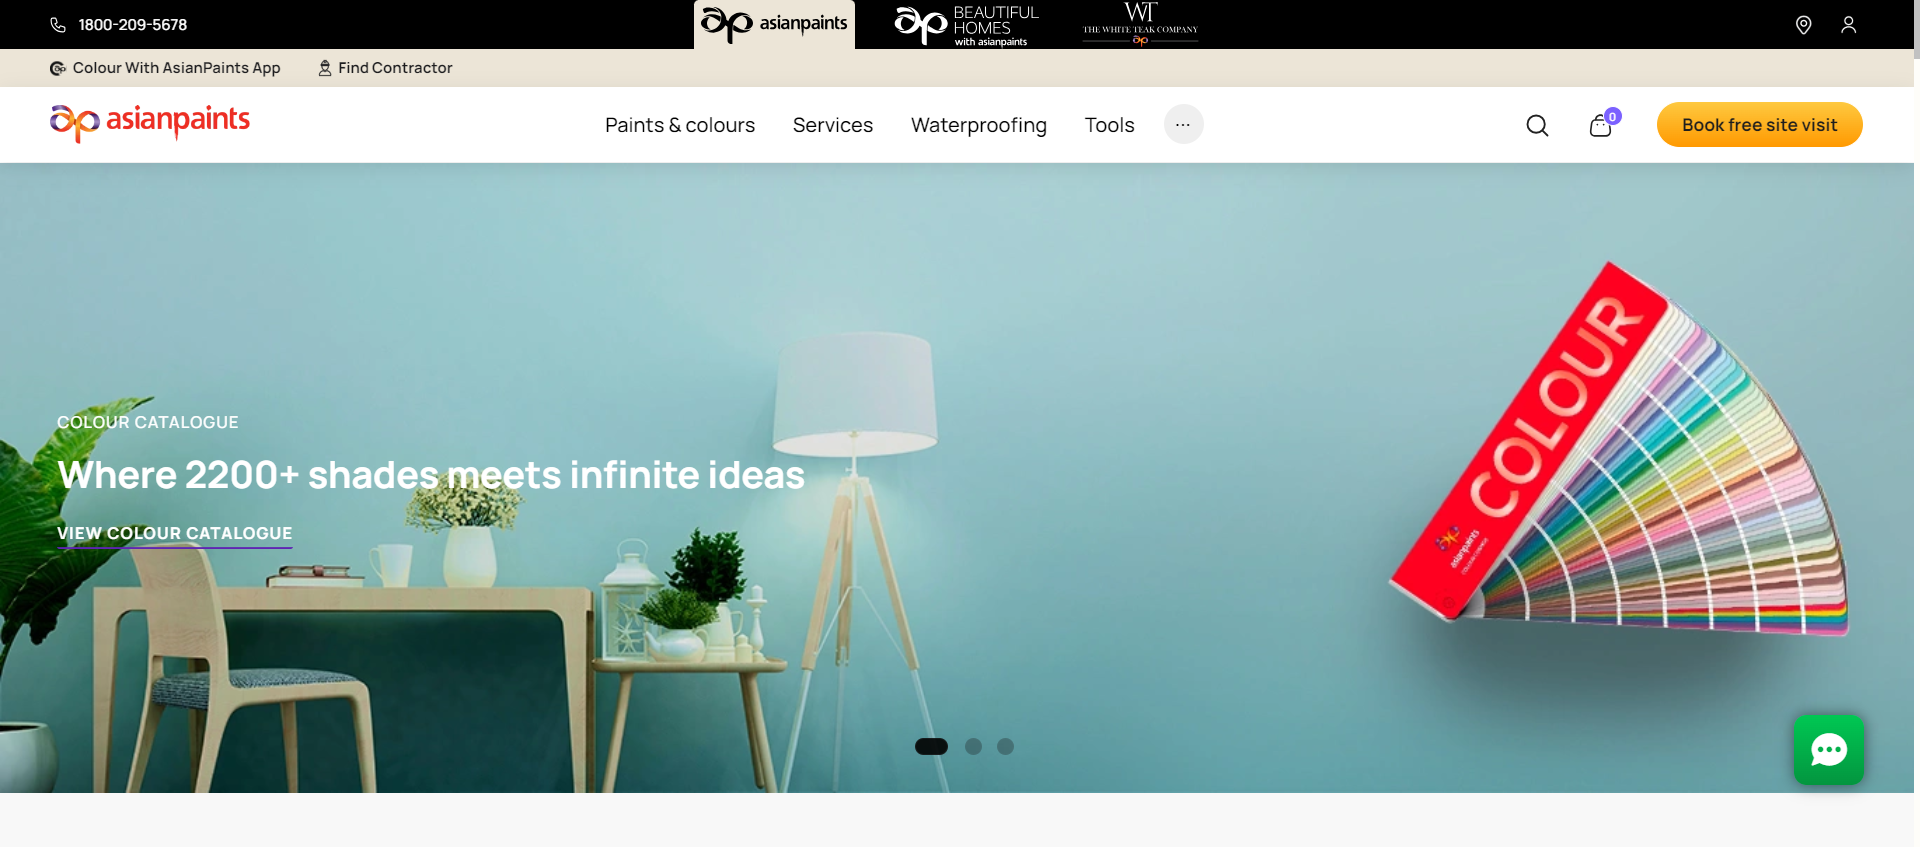 1800-209-5678
asianpaints
BEAUTIFUL
HOMES
with asianpaints
WT
THE WHITE TEAK COMPANY
Colour With AsianPaints App
Find Contractor
asianpaints
Paints & colours
Services
Waterproofing
Tools
...
0
Book free site visit
COLOUR
asianpaints
COLOUR CATALOGUE
Where 2200+ shades meets infinite ideas
VIEW COLOUR CATALOGUE